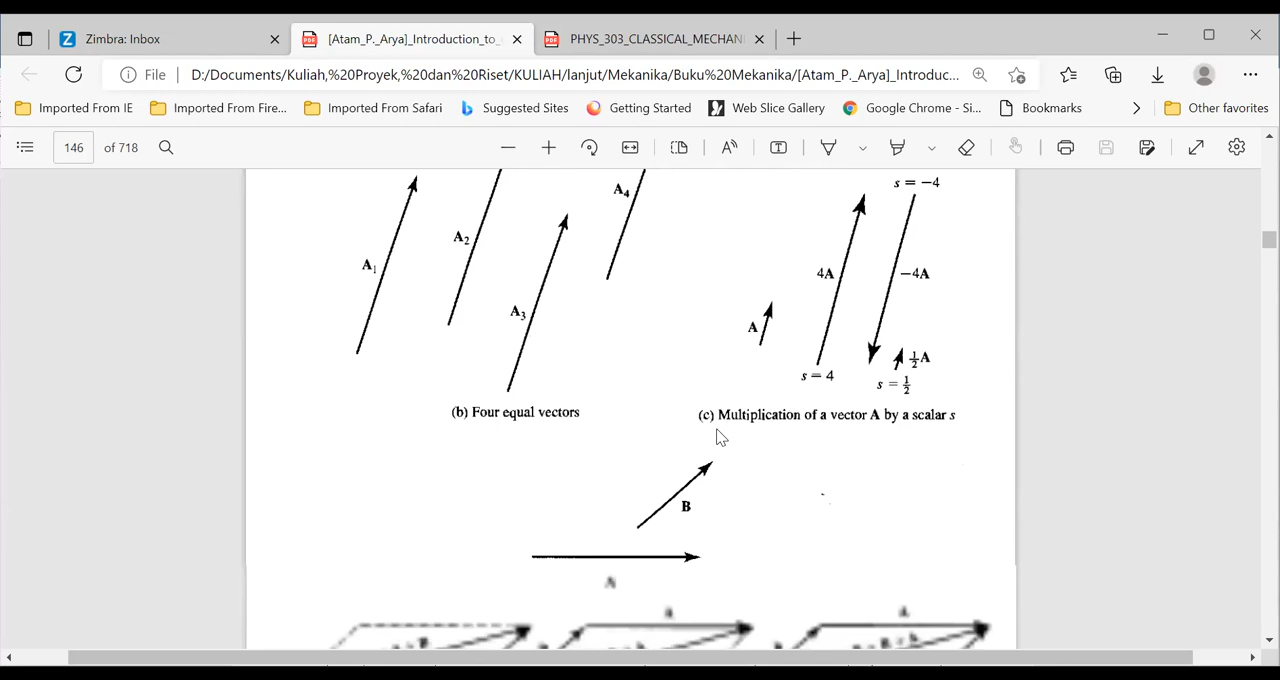 Zimbra: Inbox
[Atam_P._Arya]_Introduction_to_
PHYS_303_CLASSICAL_MECHANI
File
D:/Documents/Kuliah,%20Proyek,%20dan%20Riset/KULIAH/lanjut/Mekanika/Buku%20Mekanika/[Atam_P._Arya]_Introduc...
Imported From IE
Imported From Fire...
Imported From Safari
Suggested Sites
Getting Started
Web Slice Gallery
Google Chrome - Si...
Bookmarks
Other favorites
146 of 718
A1
A2
A3
A4
(b) Four equal vectors
s = −4
4A
−4A
A
½A
s = 4
s = ½
(c) Multiplication of a vector A by a scalar s
B
A
A
A